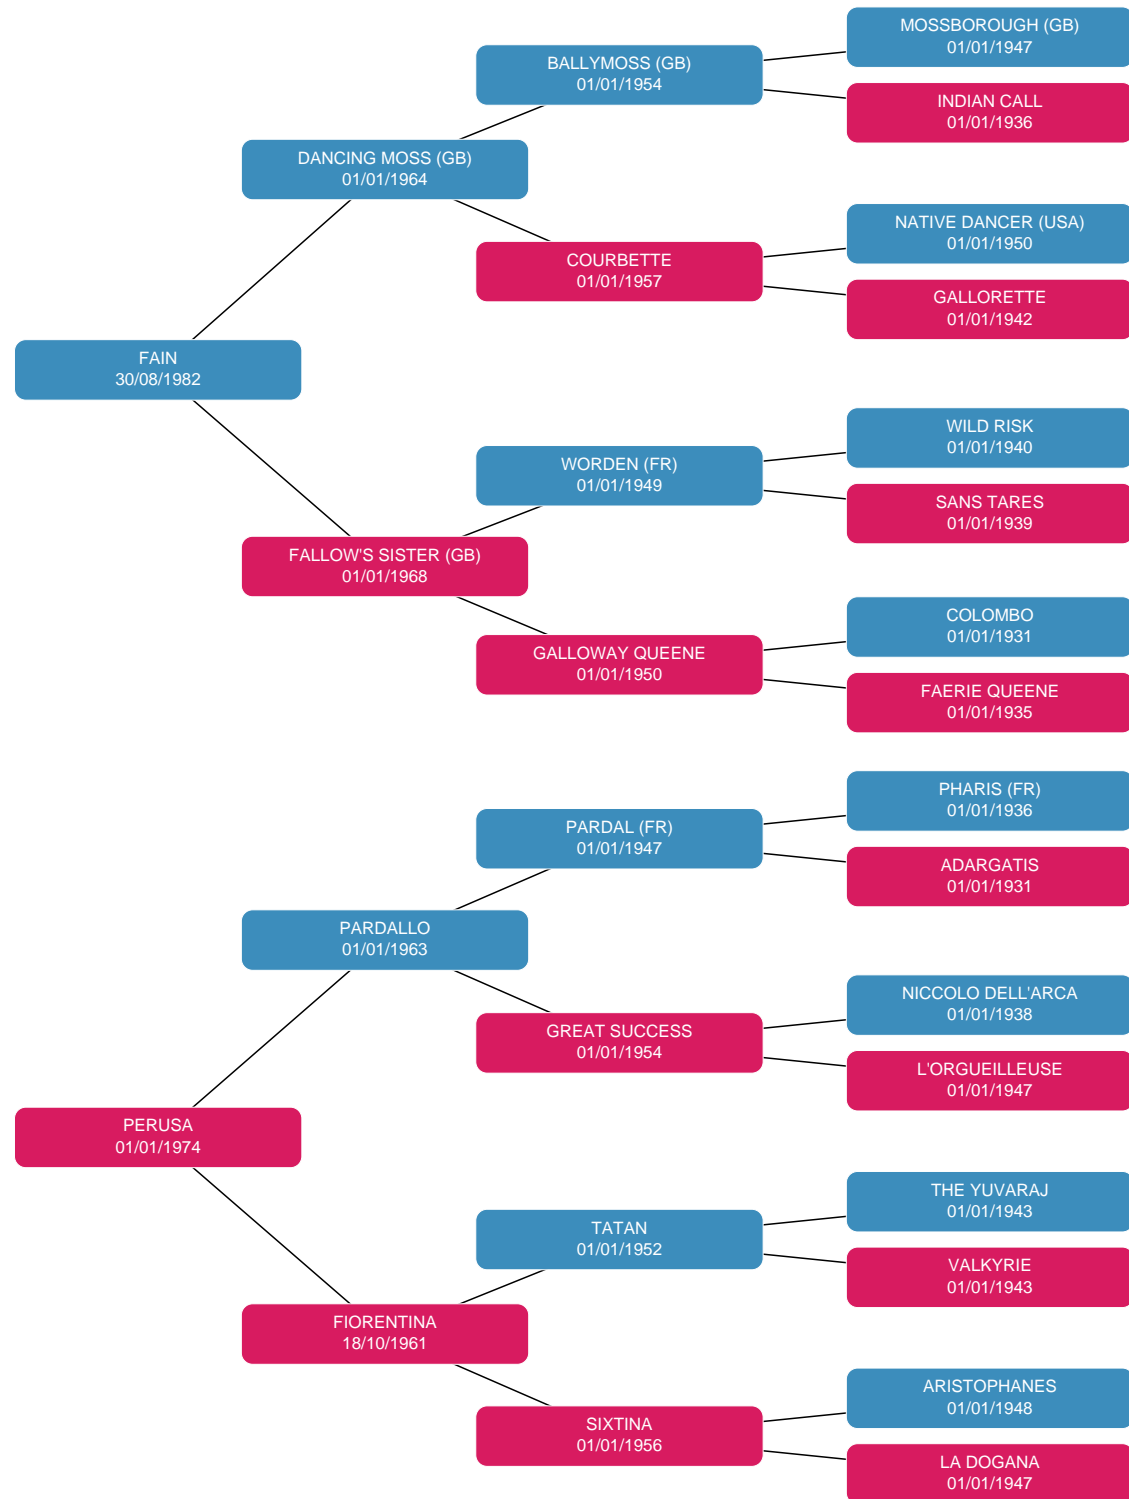 MOSSBOROUGH (GB)
01/01/1947
BALLYMOSS (GB)
01/01/1954
INDIAN CALL
01/01/1936
DANCING MOSS (GB)
01/01/1964
NATIVE DANCER (USA)
01/01/1950
COURBETTE
01/01/1957
GALLORETTE
01/01/1942
FAIN
30/08/1982
WILD RISK
01/01/1940
WORDEN (FR)
01/01/1949
SANS TARES
01/01/1939
FALLOW'S SISTER (GB)
01/01/1968
COLOMBO
01/01/1931
GALLOWAY QUEENE
01/01/1950
FAERIE QUEENE
01/01/1935
PHARIS (FR)
01/01/1936
PARDAL (FR)
01/01/1947
ADARGATIS
01/01/1931
PARDALLO
01/01/1963
NICCOLO DELL'ARCA
01/01/1938
GREAT SUCCESS
01/01/1954
L'ORGUEILLEUSE
01/01/1947
PERUSA
01/01/1974
THE YUVARAJ
01/01/1943
TATAN
01/01/1952
VALKYRIE
01/01/1943
FIORENTINA
18/10/1961
ARISTOPHANES
01/01/1948
SIXTINA
01/01/1956
LA DOGANA
01/01/1947